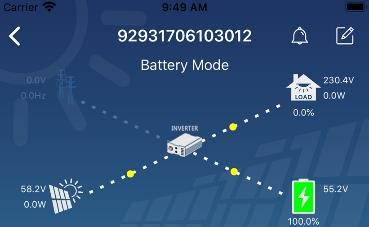 Carrier 9:49 AM
92931706103012
Battery Mode
0.0V
0.0Hz
230.4V
LOAD 0.0W
0.0%
INVERTER
58.2V
0.0W
55.2V
100.0%